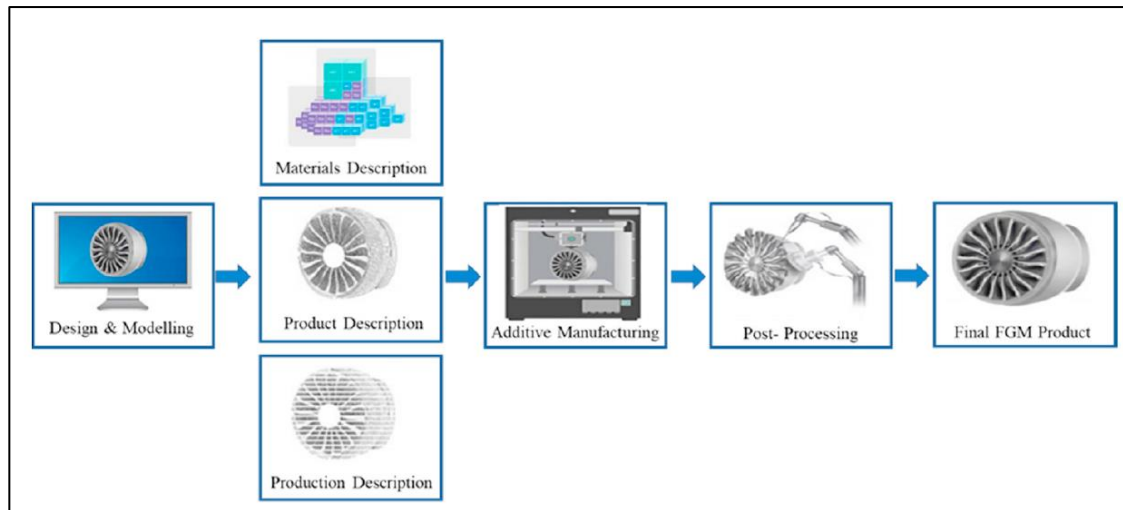 Materials Description
Design & Modelling
Product Description
Additive Manufacturing
Post- Processing
Final FGM Product
Production Description